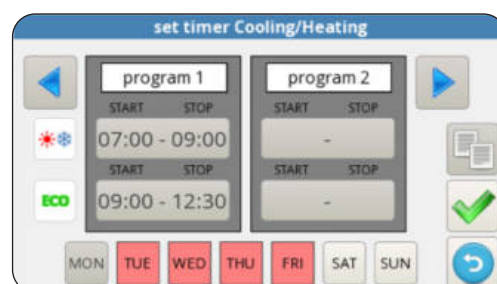 set timer Cooling/Heating
program 1 program 2
START STOP START STOP
07:00 - 09:00 -
START STOP START STOP
ECO 09:00 - 12:30 -
MON TUE WED THU FRI SAT SUN